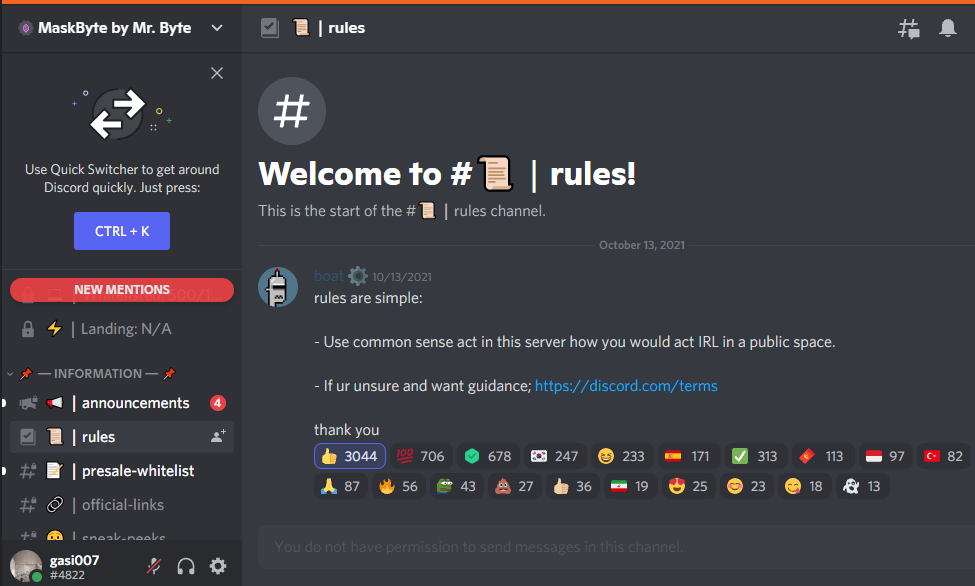 MaskByte by Mr. Byte
| rules
Use Quick Switcher to get around
Discord quickly. Just press:
CTRL + K
NEW MENTIONS
| Landing: N/A
— INFORMATION —
| announcements 4
| rules
| presale-whitelist
| official-links
| sneak-peeks
gasi007
#4822
Welcome to # | rules!
This is the start of the # | rules channel.
October 13, 2021
boat 10/13/2021
rules are simple:
- Use common sense act in this server how you would act IRL in a public space.
- If ur unsure and want guidance; https://discord.com/terms
thank you
3044 100 706 678 247 233 171 313 113 97 82
87 56 43 27 36 19 25 23 18 13
You do not have permission to send messages in this channel.